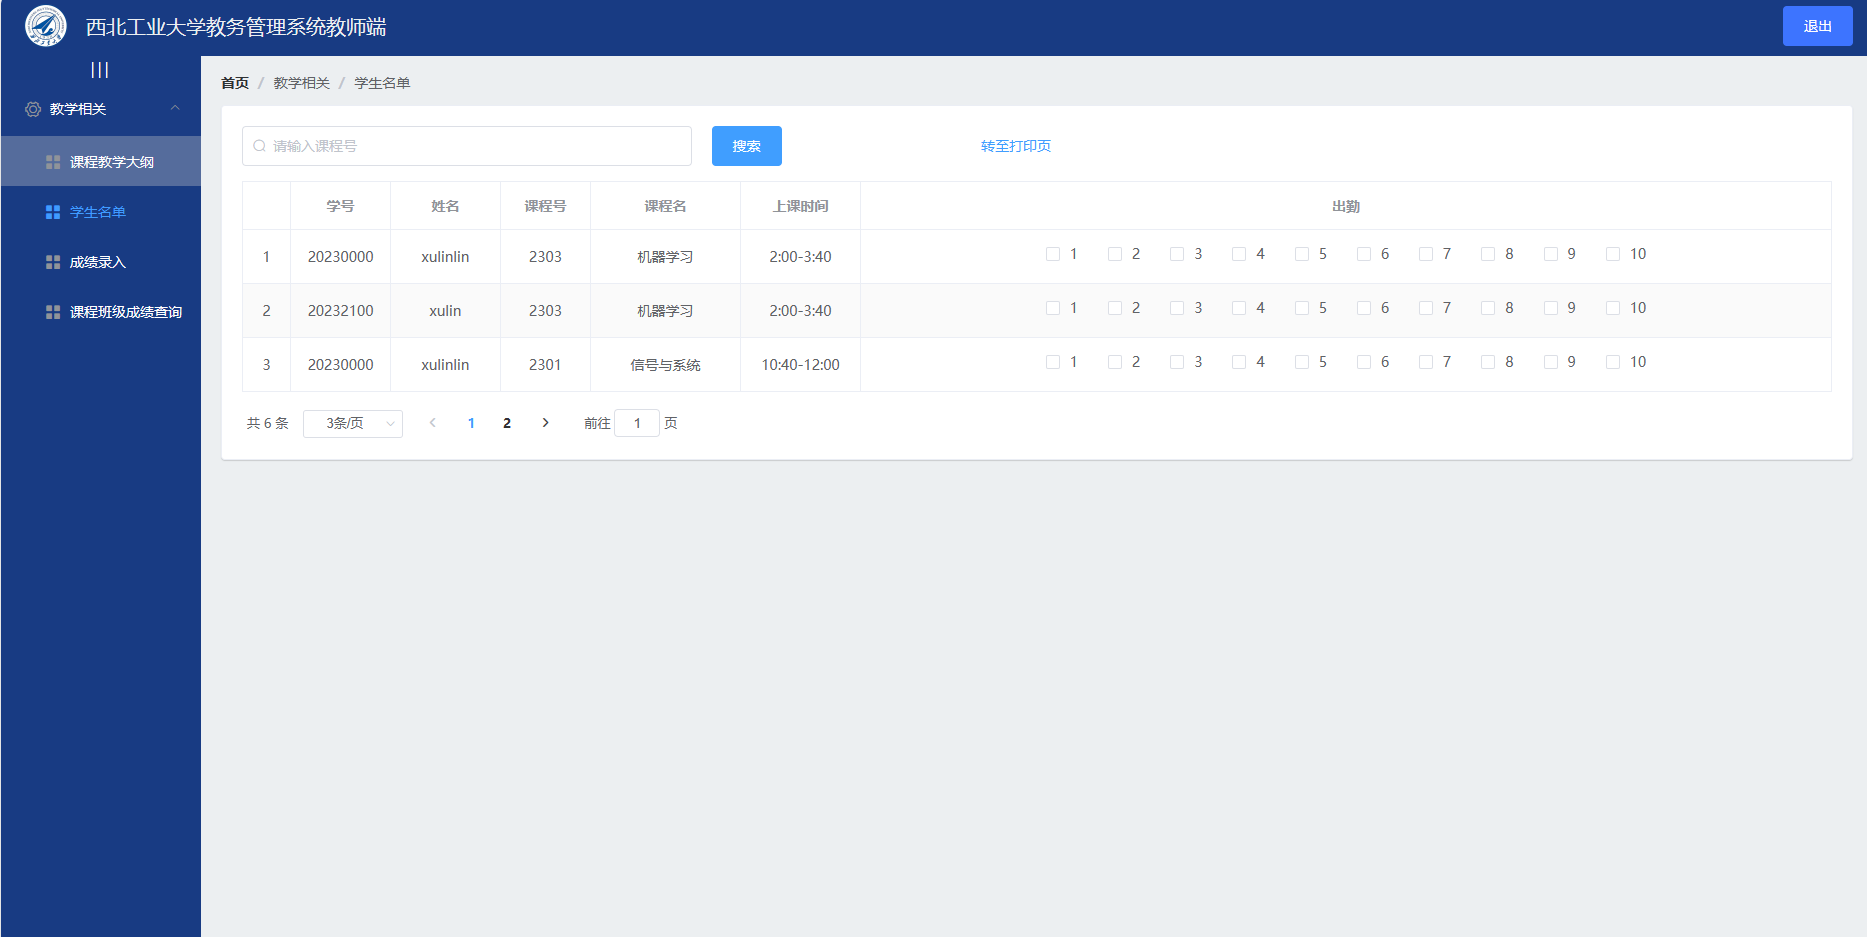 西北工业大学教务管理系统教师端
退出
|||
教学相关
课程教学大纲
学生名单
成绩录入
课程班级成绩查询
首页 / 教学相关 / 学生名单
请输入课程号 搜索 转至打印页
学号 姓名 课程号 课程名 上课时间 出勤
1 20230000 xulinlin 2303 机器学习 2:00-3:40 1 2 3 4 5 6 7 8 9 10
2 20232100 xulin 2303 机器学习 2:00-3:40 1 2 3 4 5 6 7 8 9 10
3 20230000 xulinlin 2301 信号与系统 10:40-12:00 1 2 3 4 5 6 7 8 9 10
共 6 条 3条/页 < 1 2 > 前往 1 页